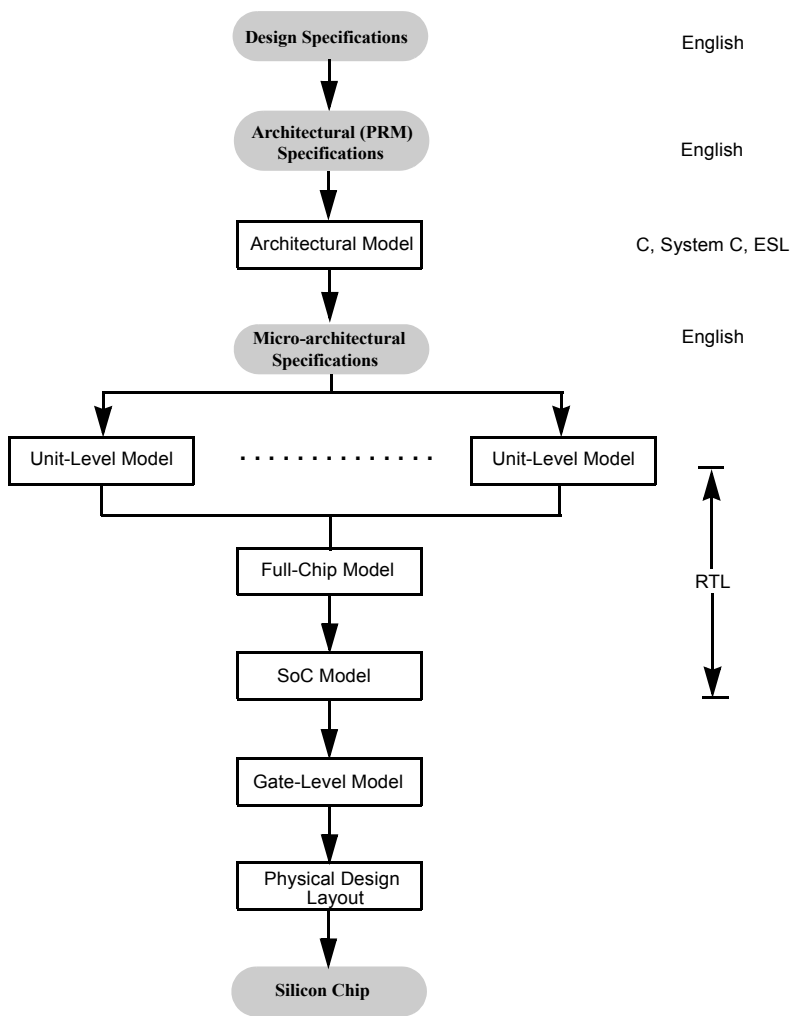 Design Specifications
English
Architectural (PRM)
Specifications
English
Architectural Model
C, System C, ESL
Micro-architectural
Specifications
English
Unit-Level Model
. . . . . . . . . . . . . .
Unit-Level Model
Full-Chip Model
RTL
SoC Model
Gate-Level Model
Physical Design
Layout
Silicon Chip